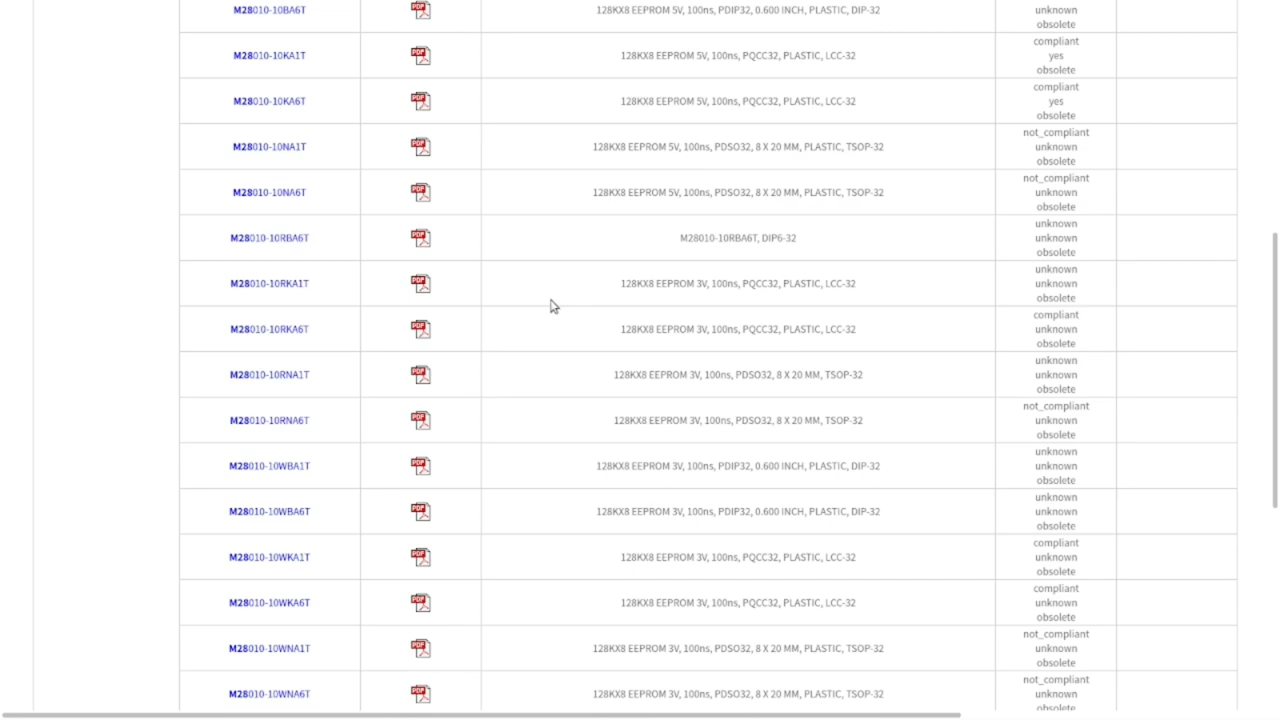 M28010-10BA6T 128KX8 EEPROM 5V, 100ns, PDIP32, 0.600 INCH, PLASTIC, DIP-32 unknown
obsolete
M28010-10KA1T 128KX8 EEPROM 5V, 100ns, PQCC32, PLASTIC, LCC-32 compliant
yes
obsolete
M28010-10KA6T 128KX8 EEPROM 5V, 100ns, PQCC32, PLASTIC, LCC-32 compliant
yes
obsolete
M28010-10NA1T 128KX8 EEPROM 5V, 100ns, PDSO32, 8 X 20 MM, PLASTIC, TSOP-32 not_compliant
unknown
obsolete
M28010-10NA6T 128KX8 EEPROM 5V, 100ns, PDSO32, 8 X 20 MM, PLASTIC, TSOP-32 not_compliant
unknown
obsolete
M28010-10RBA6T M28010-10RBA6T, DIP6-32 unknown
unknown
obsolete
M28010-10RKA1T 128KX8 EEPROM 3V, 100ns, PQCC32, PLASTIC, LCC-32 unknown
unknown
obsolete
M28010-10RKA6T 128KX8 EEPROM 3V, 100ns, PQCC32, PLASTIC, LCC-32 compliant
unknown
obsolete
M28010-10RNA1T 128KX8 EEPROM 3V, 100ns, PDSO32, 8 X 20 MM, TSOP-32 unknown
unknown
obsolete
M28010-10RNA6T 128KX8 EEPROM 3V, 100ns, PDSO32, 8 X 20 MM, TSOP-32 not_compliant
unknown
obsolete
M28010-10WBA1T 128KX8 EEPROM 3V, 100ns, PDIP32, 0.600 INCH, PLASTIC, DIP-32 unknown
unknown
obsolete
M28010-10WBA6T 128KX8 EEPROM 3V, 100ns, PDIP32, 0.600 INCH, PLASTIC, DIP-32 unknown
unknown
obsolete
M28010-10WKA1T 128KX8 EEPROM 3V, 100ns, PQCC32, PLASTIC, LCC-32 compliant
unknown
obsolete
M28010-10WKA6T 128KX8 EEPROM 3V, 100ns, PQCC32, PLASTIC, LCC-32 compliant
unknown
obsolete
M28010-10WNA1T 128KX8 EEPROM 3V, 100ns, PDSO32, 8 X 20 MM, PLASTIC, TSOP-32 not_compliant
unknown
obsolete
M28010-10WNA6T 128KX8 EEPROM 3V, 100ns, PDSO32, 8 X 20 MM, PLASTIC, TSOP-32 not_compliant
unknown
obsolete